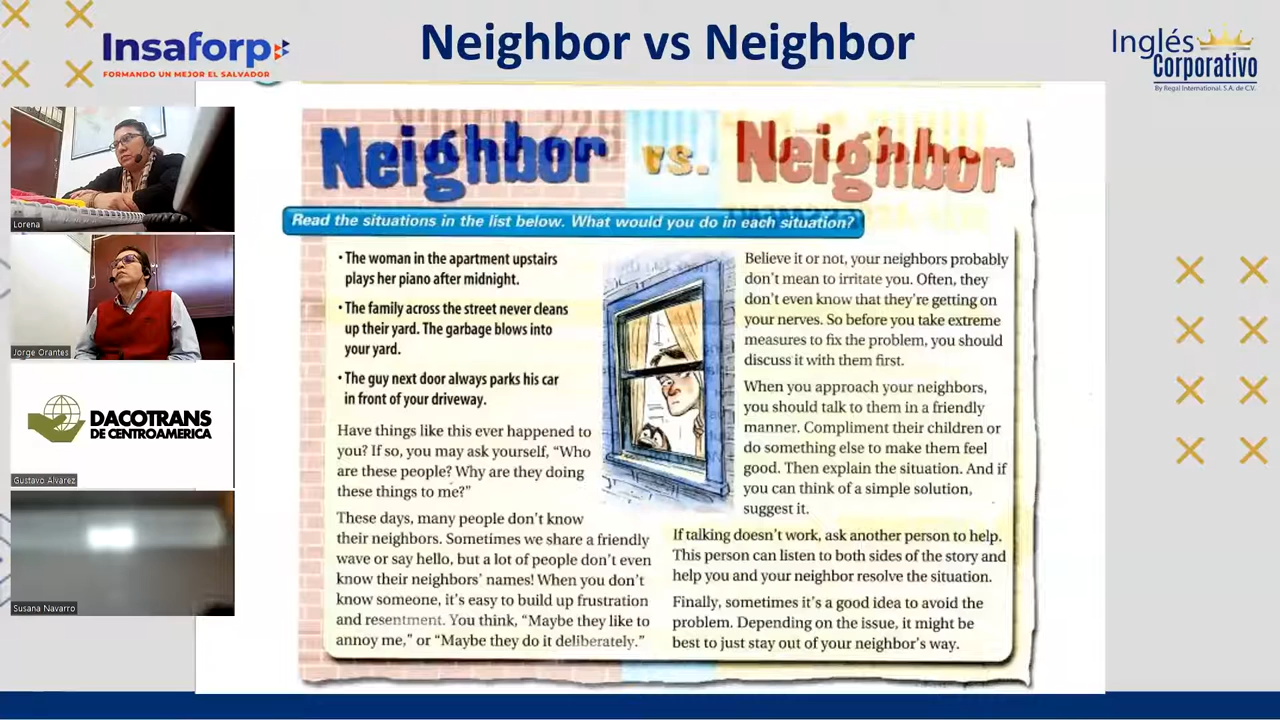 Neighbor vs Neighbor
Insaforp
FORMANDO UN MEJOR EL SALVADOR
Inglés
Corporativo
By Regal International. S.A. de C.V.
Lorena
Jorge Orantes
DACOTRANS
DE CENTROAMERICA
Gustavo Alvarez
Susana Navarro
Neighbor vs. Neighbor
Read the situations in the list below. What would you do in each situation?
• The woman in the apartment upstairs
plays her piano after midnight.
• The family across the street never cleans
up their yard. The garbage blows into
your yard.
• The guy next door always parks his car
in front of your driveway.
Have things like this ever happened to
you? If so, you may ask yourself, “Who
are these people? Why are they doing
these things to me?”
These days, many people don’t know
their neighbors. Sometimes we share a friendly
wave or say hello, but a lot of people don’t even
know their neighbors’ names! When you don’t
know someone, it’s easy to build up frustration
and resentment. You think, “Maybe they like to
annoy me,” or “Maybe they do it deliberately.”
Believe it or not, your neighbors probably
don’t mean to irritate you. Often, they
don’t even know that they’re getting on
your nerves. So before you take extreme
measures to fix the problem, you should
discuss it with them first.
When you approach your neighbors,
you should talk to them in a friendly
manner. Compliment their children or
do something else to make them feel
good. Then explain the situation. And if
you can think of a simple solution,
suggest it.
If talking doesn’t work, ask another person to help.
This person can listen to both sides of the story and
help you and your neighbor resolve the situation.
Finally, sometimes it’s a good idea to avoid the
problem. Depending on the issue, it might be
best to just stay out of your neighbor’s way.